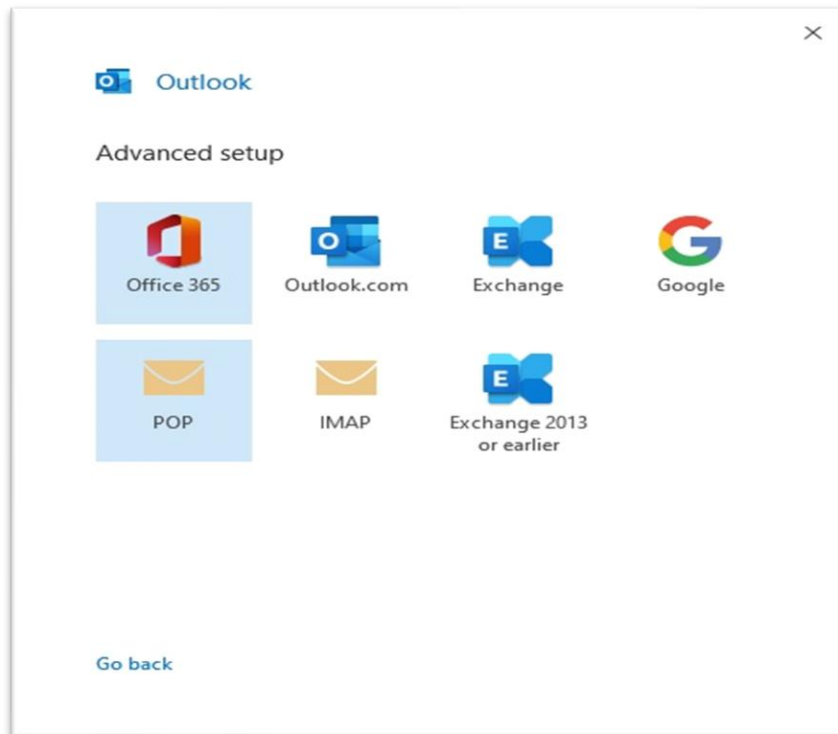 Outlook
Advanced setup
Office 365
Outlook.com
Exchange
Google
POP
IMAP
Exchange 2013
or earlier
Go back